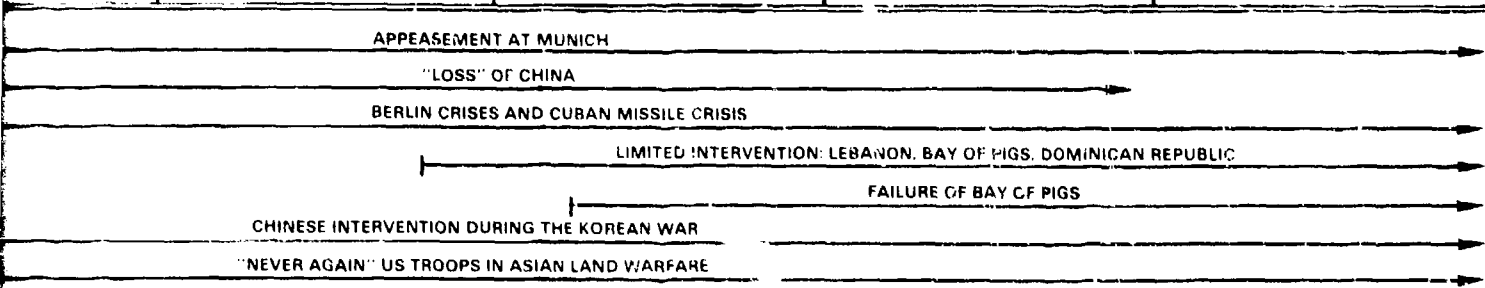 APPEASEMENT AT MUNICH
"LOSS" OF CHINA
BERLIN CRISES AND CUBAN MISSILE CRISIS
LIMITED INTERVENTION: LEBANON, BAY OF PIGS, DOMINICAN REPUBLIC
FAILURE OF BAY OF PIGS
CHINESE INTERVENTION DURING THE KOREAN WAR
"NEVER AGAIN" US TROOPS IN ASIAN LAND WARFARE